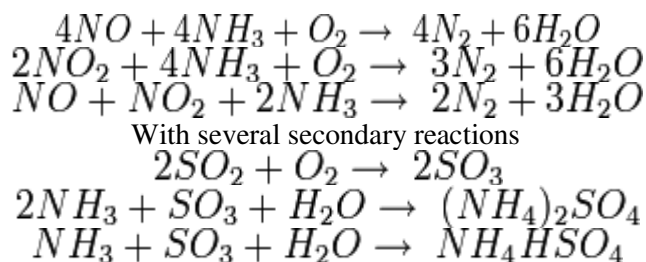 4NO + 4NH₃ + O₂ → 4N₂ + 6H₂O
2NO₂ + 4NH₃ + O₂ → 3N₂ + 6H₂O
NO + NO₂ + 2NH₃ → 2N₂ + 3H₂O
With several secondary reactions
2SO₂ + O₂ → 2SO₃
2NH₃ + SO₃ + H₂O → (NH₄)₂SO₄
NH₃ + SO₃ + H₂O → NH₄HSO₄